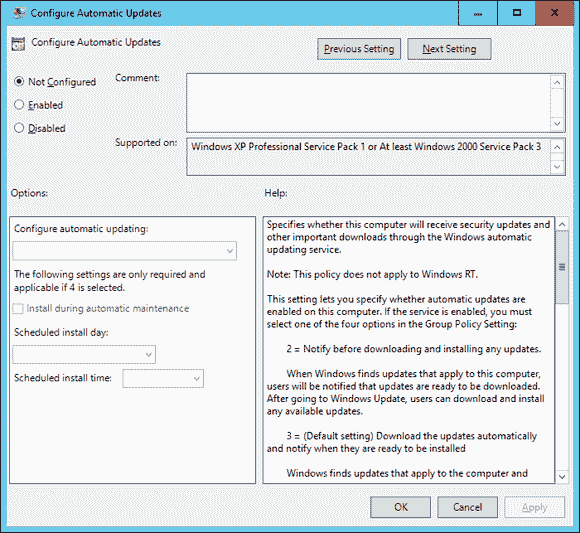 Configure Automatic Updates
Configure Automatic Updates
Previous Setting
Next Setting
Not Configured
Enabled
Disabled
Comment:
Supported on:
Windows XP Professional Service Pack 1 or At least Windows 2000 Service Pack 3
Options:
Help:
Configure automatic updating:
The following settings are only required and
applicable if 4 is selected.
Install during automatic maintenance
Scheduled install day:
Scheduled install time:
Specifies whether this computer will receive security updates and
other important downloads through the Windows automatic
updating service.
Note: This policy does not apply to Windows RT.
This setting lets you specify whether automatic updates are
enabled on this computer. If the service is enabled, you must
select one of the four options in the Group Policy Setting:
2 = Notify before downloading and installing any updates.
When Windows finds updates that apply to this computer,
users will be notified that updates are ready to be downloaded.
After going to Windows Update, users can download and install
any available updates.
3 = (Default setting) Download the updates automatically
and notify when they are ready to be installed
Windows finds updates that apply to the computer and
OK
Cancel
Apply